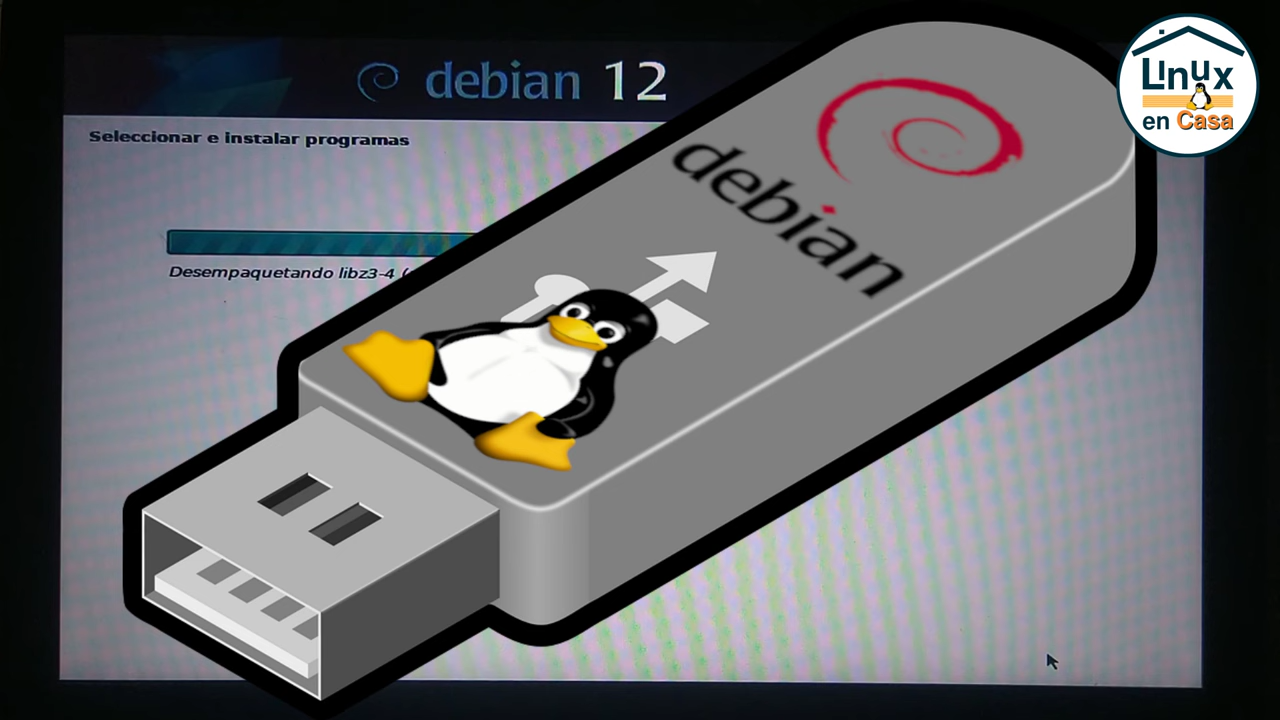 debian 12
Seleccionar e instalar programas
Desempaquetando libz3-4 (
debian
Linux
en Casa